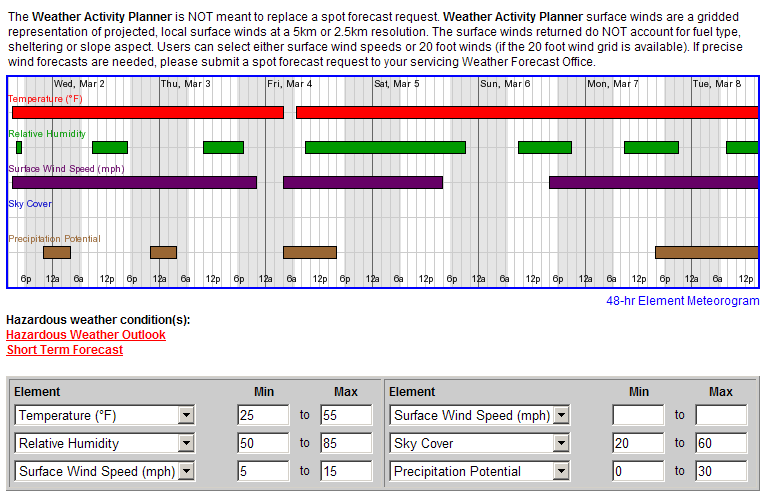 The Weather Activity Planner is NOT meant to replace a spot forecast request. Weather Activity Planner surface winds are a gridded
representation of projected, local surface winds at a 5km or 2.5km resolution. The surface winds returned do NOT account for fuel type,
sheltering or slope aspect. Users can select either surface wind speeds or 20 foot winds (if the 20 foot wind grid is available). If precise
wind forecasts are needed, please submit a spot forecast request to your servicing Weather Forecast Office.
Wed, Mar 2 Thu, Mar 3 Fri, Mar 4 Sat, Mar 5 Sun, Mar 6 Mon, Mar 7 Tue, Mar 8
Temperature (°F)
Relative Humidity
Surface Wind Speed (mph)
Sky Cover
Precipitation Potential
6p 12a 6a 12p 6p 12a 6a 12p 6p 12a 6a 12p 6p 12a 6a 12p 6p 12a 6a 12p 6p 12a 6a 12p 6p 12a 6a 12p
48-hr Element Meteorogram
Hazardous weather condition(s):
Hazardous Weather Outlook
Short Term Forecast
Element Min Max Element Min Max
Temperature (°F) 25 to 55 Surface Wind Speed (mph) to
Relative Humidity 50 to 85 Sky Cover 20 to 60
Surface Wind Speed (mph) 5 to 15 Precipitation Potential 0 to 30